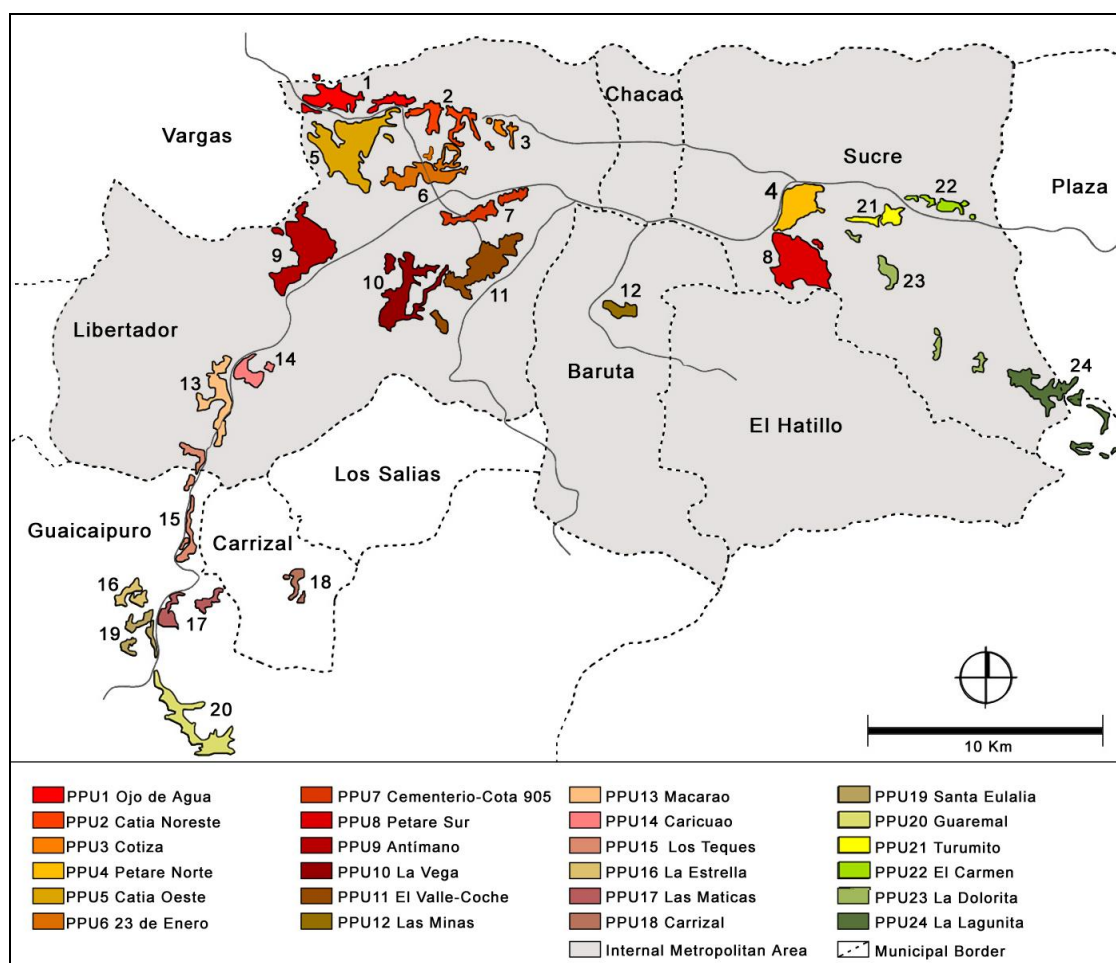 1
2
Chacao
Vargas
3
5
Sucre
4
22
Plaza
21
6
7
9
8
10
23
11
12
Libertador
14
Baruta
24
13
El Hatillo
Los Salias
Guaicaipuro
15
Carrizal
16
18
17
19
20
10 Km
PPU1 Ojo de Agua
PPU2 Catia Noreste
PPU3 Cotiza
PPU4 Petare Norte
PPU5 Catia Oeste
PPU6 23 de Enero
PPU7 Cementerio-Cota 905
PPU8 Petare Sur
PPU9 Antímano
PPU10 La Vega
PPU11 El Valle-Coche
PPU12 Las Minas
PPU13 Macarao
PPU14 Caricuao
PPU15 Los Teques
PPU16 La Estrella
PPU17 Las Maticas
PPU18 Carrizal
Internal Metropolitan Area
PPU19 Santa Eulalia
PPU20 Guaremal
PPU21 Turumito
PPU22 El Carmen
PPU23 La Dolorita
PPU24 La Lagunita
Municipal Border